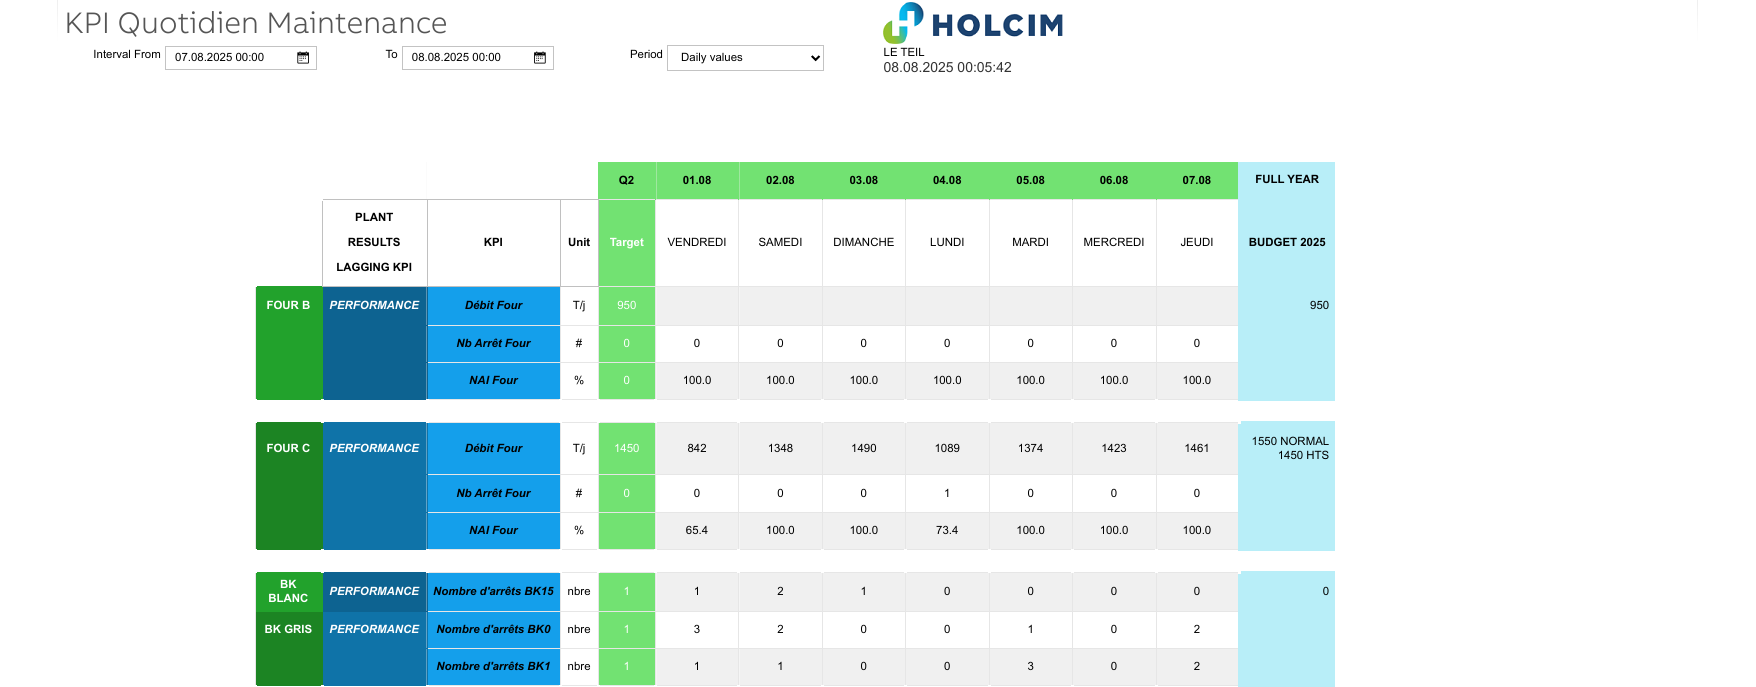 KPI Quotidien Maintenance
HOLCIM
Interval From 07.08.2025 00:00 To 08.08.2025 00:00 Period Daily values
LE TEIL
08.08.2025 00:05:42
Q2 01.08 02.08 03.08 04.08 05.08 06.08 07.08 FULL YEAR
PLANT
RESULTS
LAGGING KPI
KPI Unit Target VENDREDI SAMEDI DIMANCHE LUNDI MARDI MERCREDI JEUDI BUDGET 2025
FOUR B PERFORMANCE Débit Four T/j 950 950
Nb Arrêt Four # 0 0 0 0 0 0 0 0
NAI Four % 0 100.0 100.0 100.0 100.0 100.0 100.0 100.0
FOUR C PERFORMANCE Débit Four T/j 1450 842 1348 1490 1089 1374 1423 1461 1550 NORMAL
1450 HTS
Nb Arrêt Four # 0 0 0 0 1 0 0 0
NAI Four % 65.4 100.0 100.0 73.4 100.0 100.0 100.0
BK
BLANC
PERFORMANCE Nombre d'arrêts BK15 nbre 1 1 2 1 0 0 0 0 0
BK GRIS PERFORMANCE Nombre d'arrêts BK0 nbre 1 3 2 0 0 1 0 2
Nombre d'arrêts BK1 nbre 1 1 1 0 0 3 0 2